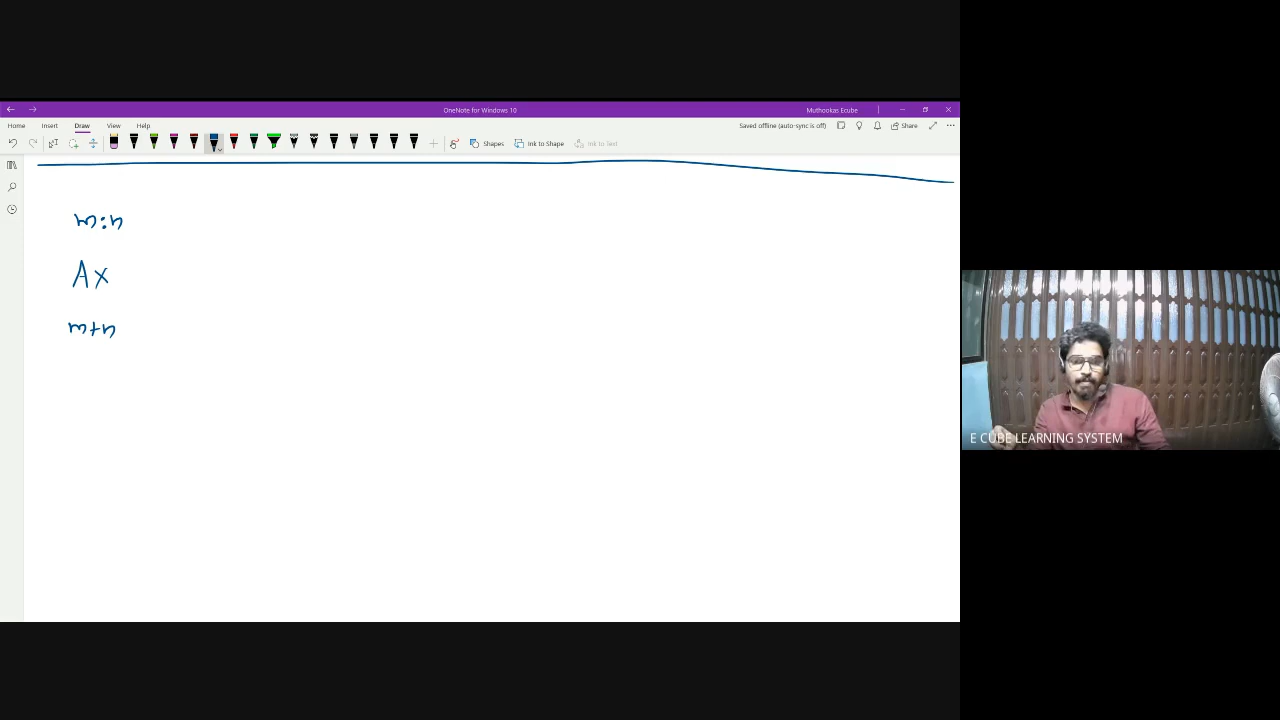 OneNote for Windows 10
Muthookas Ecube
Home Insert Draw View Help
Saved offline (auto-sync is off)
Share
Shapes
Ink to Shape
Ink to Text
m:n
Ax
m+n
E CUBE LEARNING SYSTEM